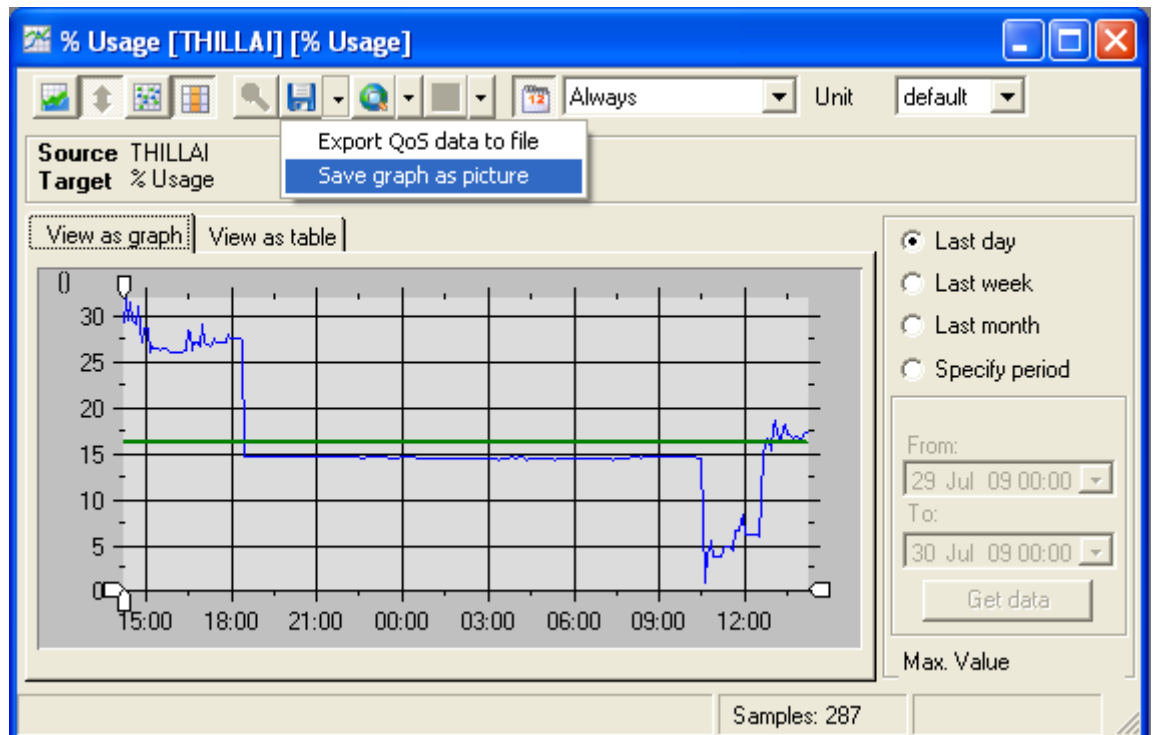 % Usage [THILLAI] [% Usage]
12 Always Unit default
Export QoS data to file
Save graph as picture
Source THILLAI
Target % Usage
View as graph View as table
Last day
Last week
Last month
Specify period
From:
29 Jul 09 00:00
To:
30 Jul 09 00:00
Get data
Max. Value
()
30
25
20
15
10
5
0
15:00 18:00 21:00 00:00 03:00 06:00 09:00 12:00
Samples: 287